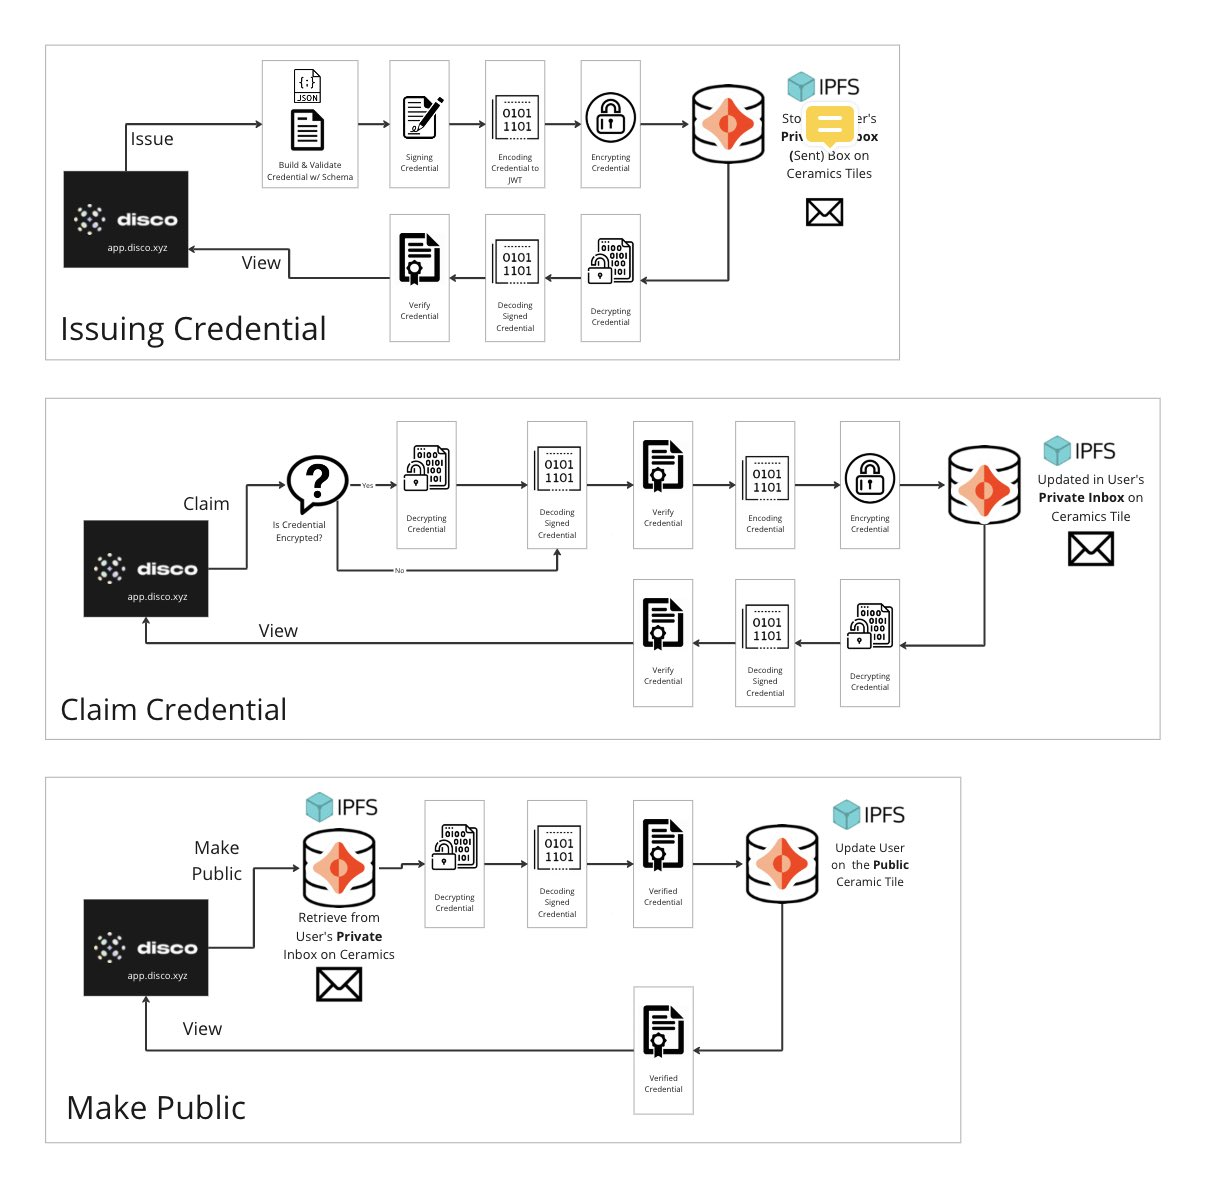 IPFS
{;}
JSON
Issue
0101
1101
Sto er's
Priv box
(Sent) Box on
Ceramics Tiles
Build & Validate
Credential w/ Schema
Signing
Credential
Encoding
Credential to
JWT
Encrypting
Credential
disco
app.disco.xyz
View
0101
1101
Verify
Credential
Decoding
Signed
Credential
Decrypting
Credential
Issuing Credential
IPFS
Updated in User's
Private Inbox on
Ceramics Tile
Claim
?
Yes
0101
1101
0101
1101
Is Credential
Encrypted?
Decrypting
Credential
Decoding
Signed
Credential
Verify
Credential
Encoding
Credential
Encrypting
Credential
No
disco
app.disco.xyz
View
0101
1101
Verify
Credential
Decoding
Signed
Credential
Decrypting
Credential
Claim Credential
IPFS
IPFS
Make
Public
0101
1101
Update User
on the Public
Ceramic Tile
Decrypting
Credential
Decoding
Signed
Credential
Verified
Credential
Retrieve from
User's Private
Inbox on Ceramics
disco
app.disco.xyz
View
Verified
Credential
Make Public